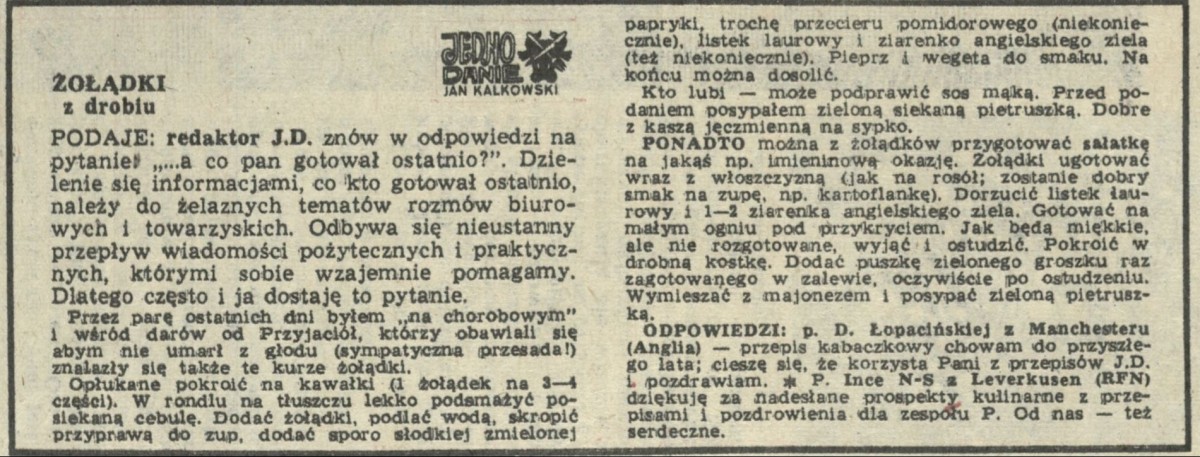 JEDNO
DANIE
JAN KALKOWSKI
ŻOŁĄDKI
z drobiu
PODAJE: redaktor J.D. znów w odpowiedzi na
pytanie: „...a co pan gotował ostatnio?”. Dzie-
lenie się informacjami, co kto gotował ostatnio,
należy do żelaznych tematów rozmów biuro-
wych i towarzyskich. Odbywa się nieustanny
przepływ wiadomości pożytecznych i praktycz-
nych, którymi sobie wzajemnie pomagamy.
Dlatego często i ja dostaję to pytanie.
Przez parę ostatnich dni byłem „na chorobowym”
i wśród darów od Przyjaciół, którzy obawiali się
abym nie umarł z głodu (sympatyczna przesada!)
znalazły się także te kurze żołądki.
Opłukane pokroić na kawałki (1 żołądek na 3—4
części). W rondlu na tłuszczu lekko podsmażyć po-
siekaną cebulę. Dodać żołądki, podlać wodą, skropić
przyprawą do zup, dodać sporo słodkiej zmielonej
papryki, trochę przecieru pomidorowego (niekonie-
cznie), listek laurowy i ziarenko angielskiego ziela
(też niekoniecznie). Pieprz i wegeta do smaku. Na
końcu można dosolić.
Kto lubi — może podprawić sos mąką. Przed po-
daniem posypałem zieloną siekaną pietruszką. Dobre
z kaszą jęczmienną na sypko.
PONADTO można z żołądków przygotować sałatkę
na jakąś np. imieninową okazję. Żołądki ugotować
wraz z włoszczyzną (jak na rosół; zostanie dobry
smak na zupę, np. kartoflankę). Dorzucić listek lau-
rowy i 1—2 ziarenka angielskiego ziela. Gotować na
małym ogniu pod przykryciem. Jak będą miękkie,
ale nie rozgotowane, wyjąć i ostudzić. Pokroić w
drobną kostkę. Dodać puszkę zielonego groszku raz
zagotowanego w zalewie, oczywiście po ostudzeniu.
Wymieszać z majonezem i posypać zieloną pietrusz-
ką.
ODPOWIEDZI: p. D. Łopacińskiej z Manchesteru
(Anglia) — przepis kabaczkowy chowam do przyszłe-
go lata; cieszę się, że korzysta Pani z przepisów J.D.
i pozdrawiam. * P. Ince N-S z Leverkusen (RFN)
dziękuję za nadesłane prospekty kulinarne z prze-
pisami i pozdrowienia dla zespołu P. Od nas — też
serdeczne.